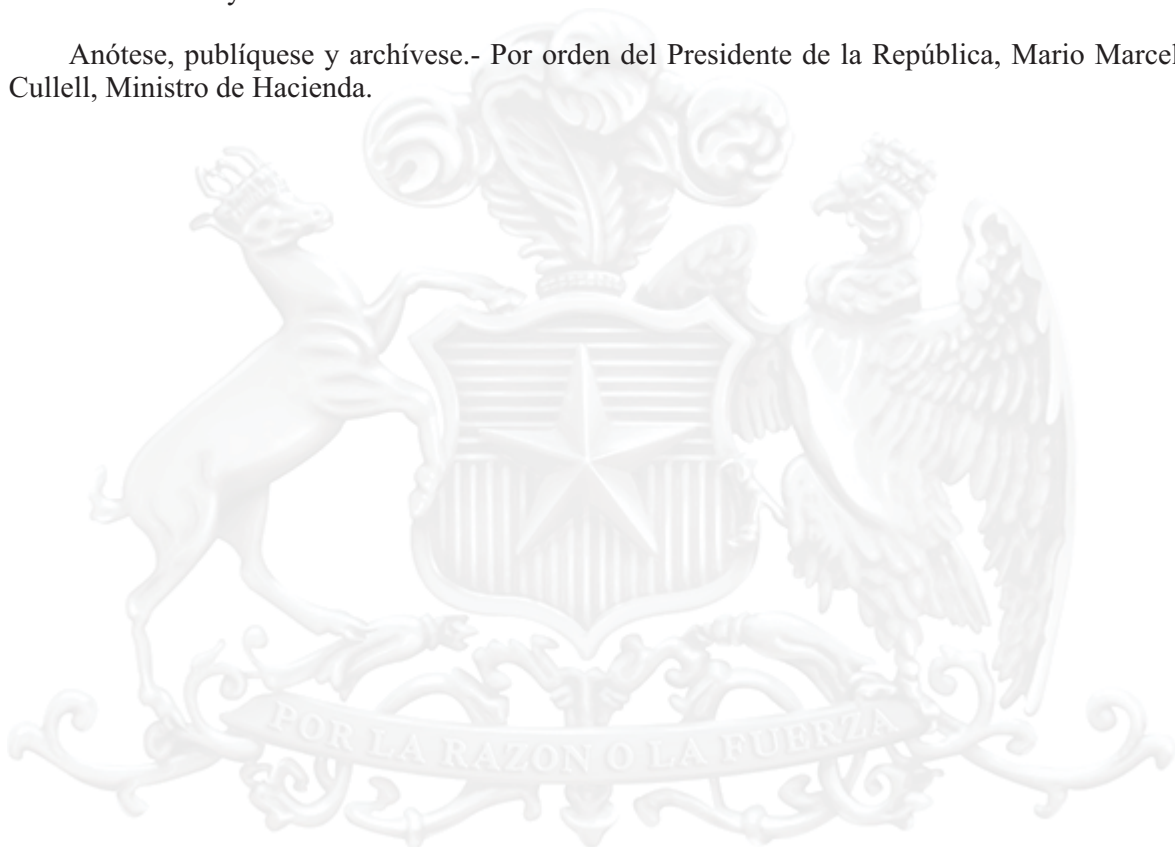 Anótese, publíquese y archívese.- Por orden del Presidente de la República, Mario Marcel
Cullell, Ministro de Hacienda.
POR LA RAZON O LA FUERZA